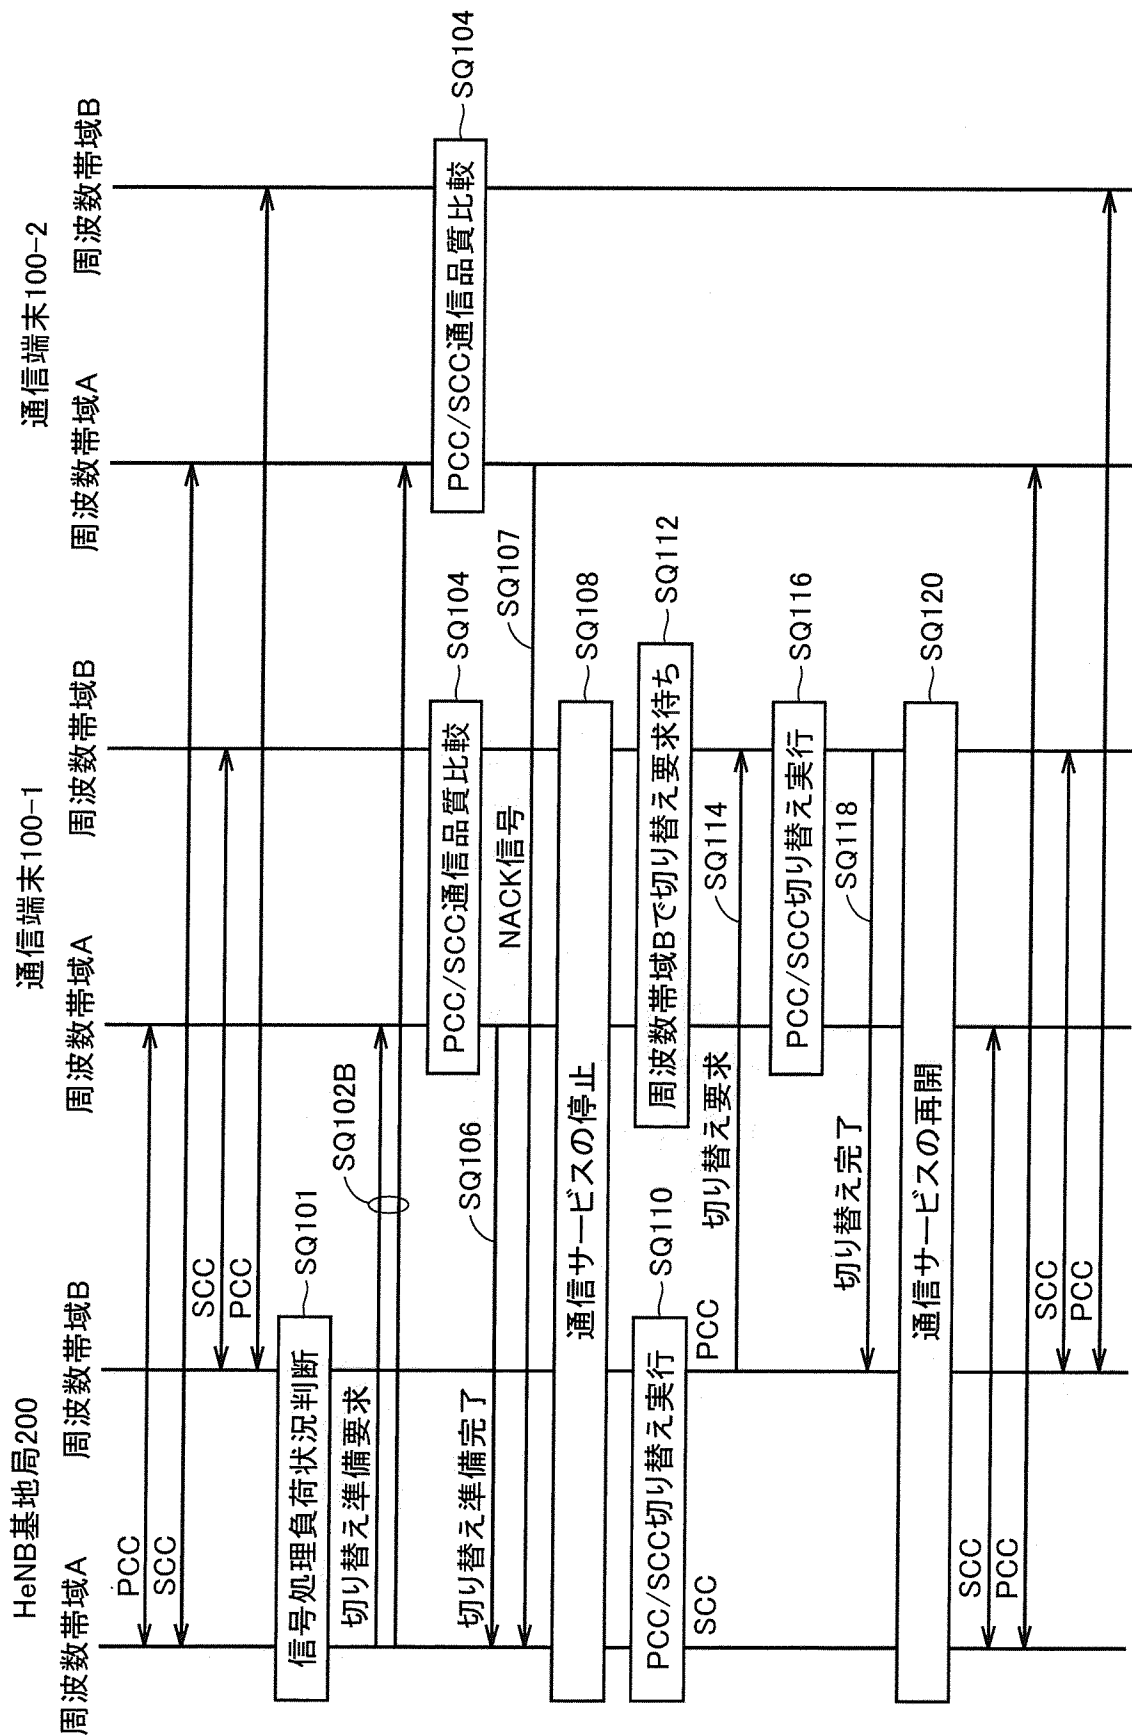 HeNB基地局200
通信端末100-1
通信端末100-2
周波数帯域A
周波数帯域B
周波数帯域A
周波数帯域B
周波数帯域A
周波数帯域B
PCC
SCC
SCC
PCC
信号処理負荷状況判断
SQ101
切り替え準備要求
SQ102B
PCC/SCC通信品質比較
SQ104
PCC/SCC通信品質比較
SQ104
切り替え準備完了
SQ106
NACK信号
SQ107
通信サービスの停止
SQ108
PCC/SCC切り替え実行
SQ110
周波数帯域Bで切り替え要求待ち
SQ112
SCC
PCC
切り替え要求
SQ114
PCC/SCC切り替え実行
SQ116
切り替え完了
SQ118
通信サービスの再開
SQ120
SCC
PCC
SCC
PCC